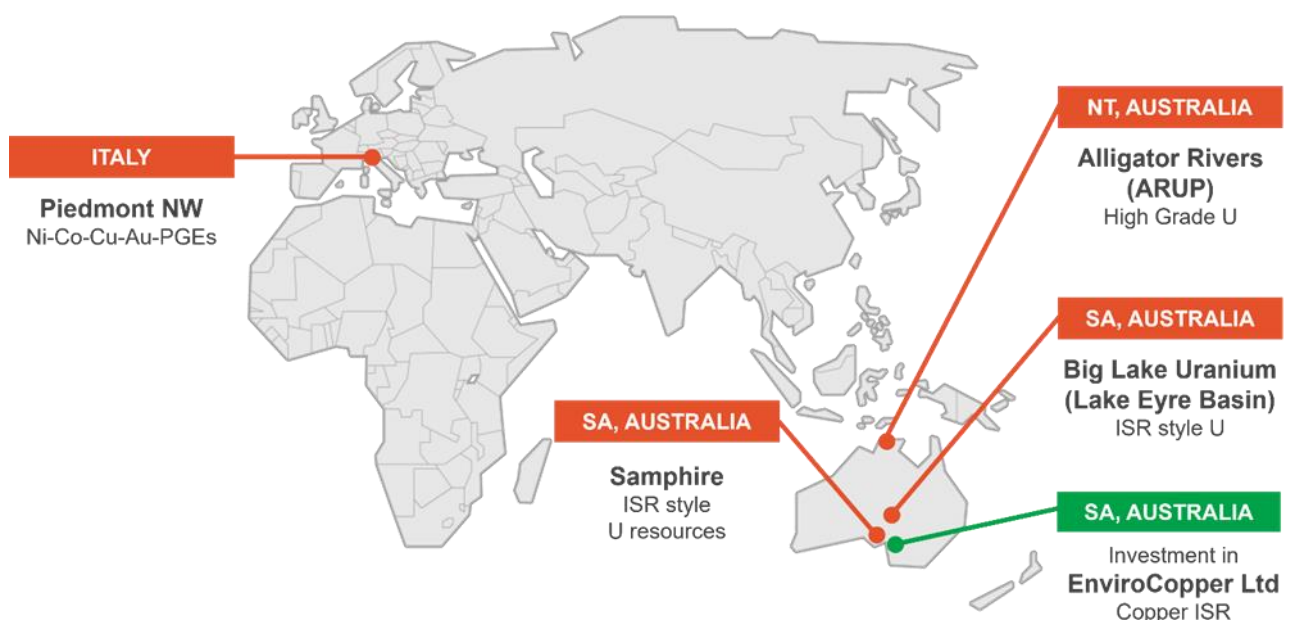 ITALY
Piedmont NW
Ni-Co-Cu-Au-PGEs
SA, AUSTRALIA
Samphire
ISR style
U resources
NT, AUSTRALIA
Alligator Rivers
(ARUP)
High Grade U
SA, AUSTRALIA
Big Lake Uranium
(Lake Eyre Basin)
ISR style U
SA, AUSTRALIA
Investment in
EnviroCopper Ltd
Copper ISR